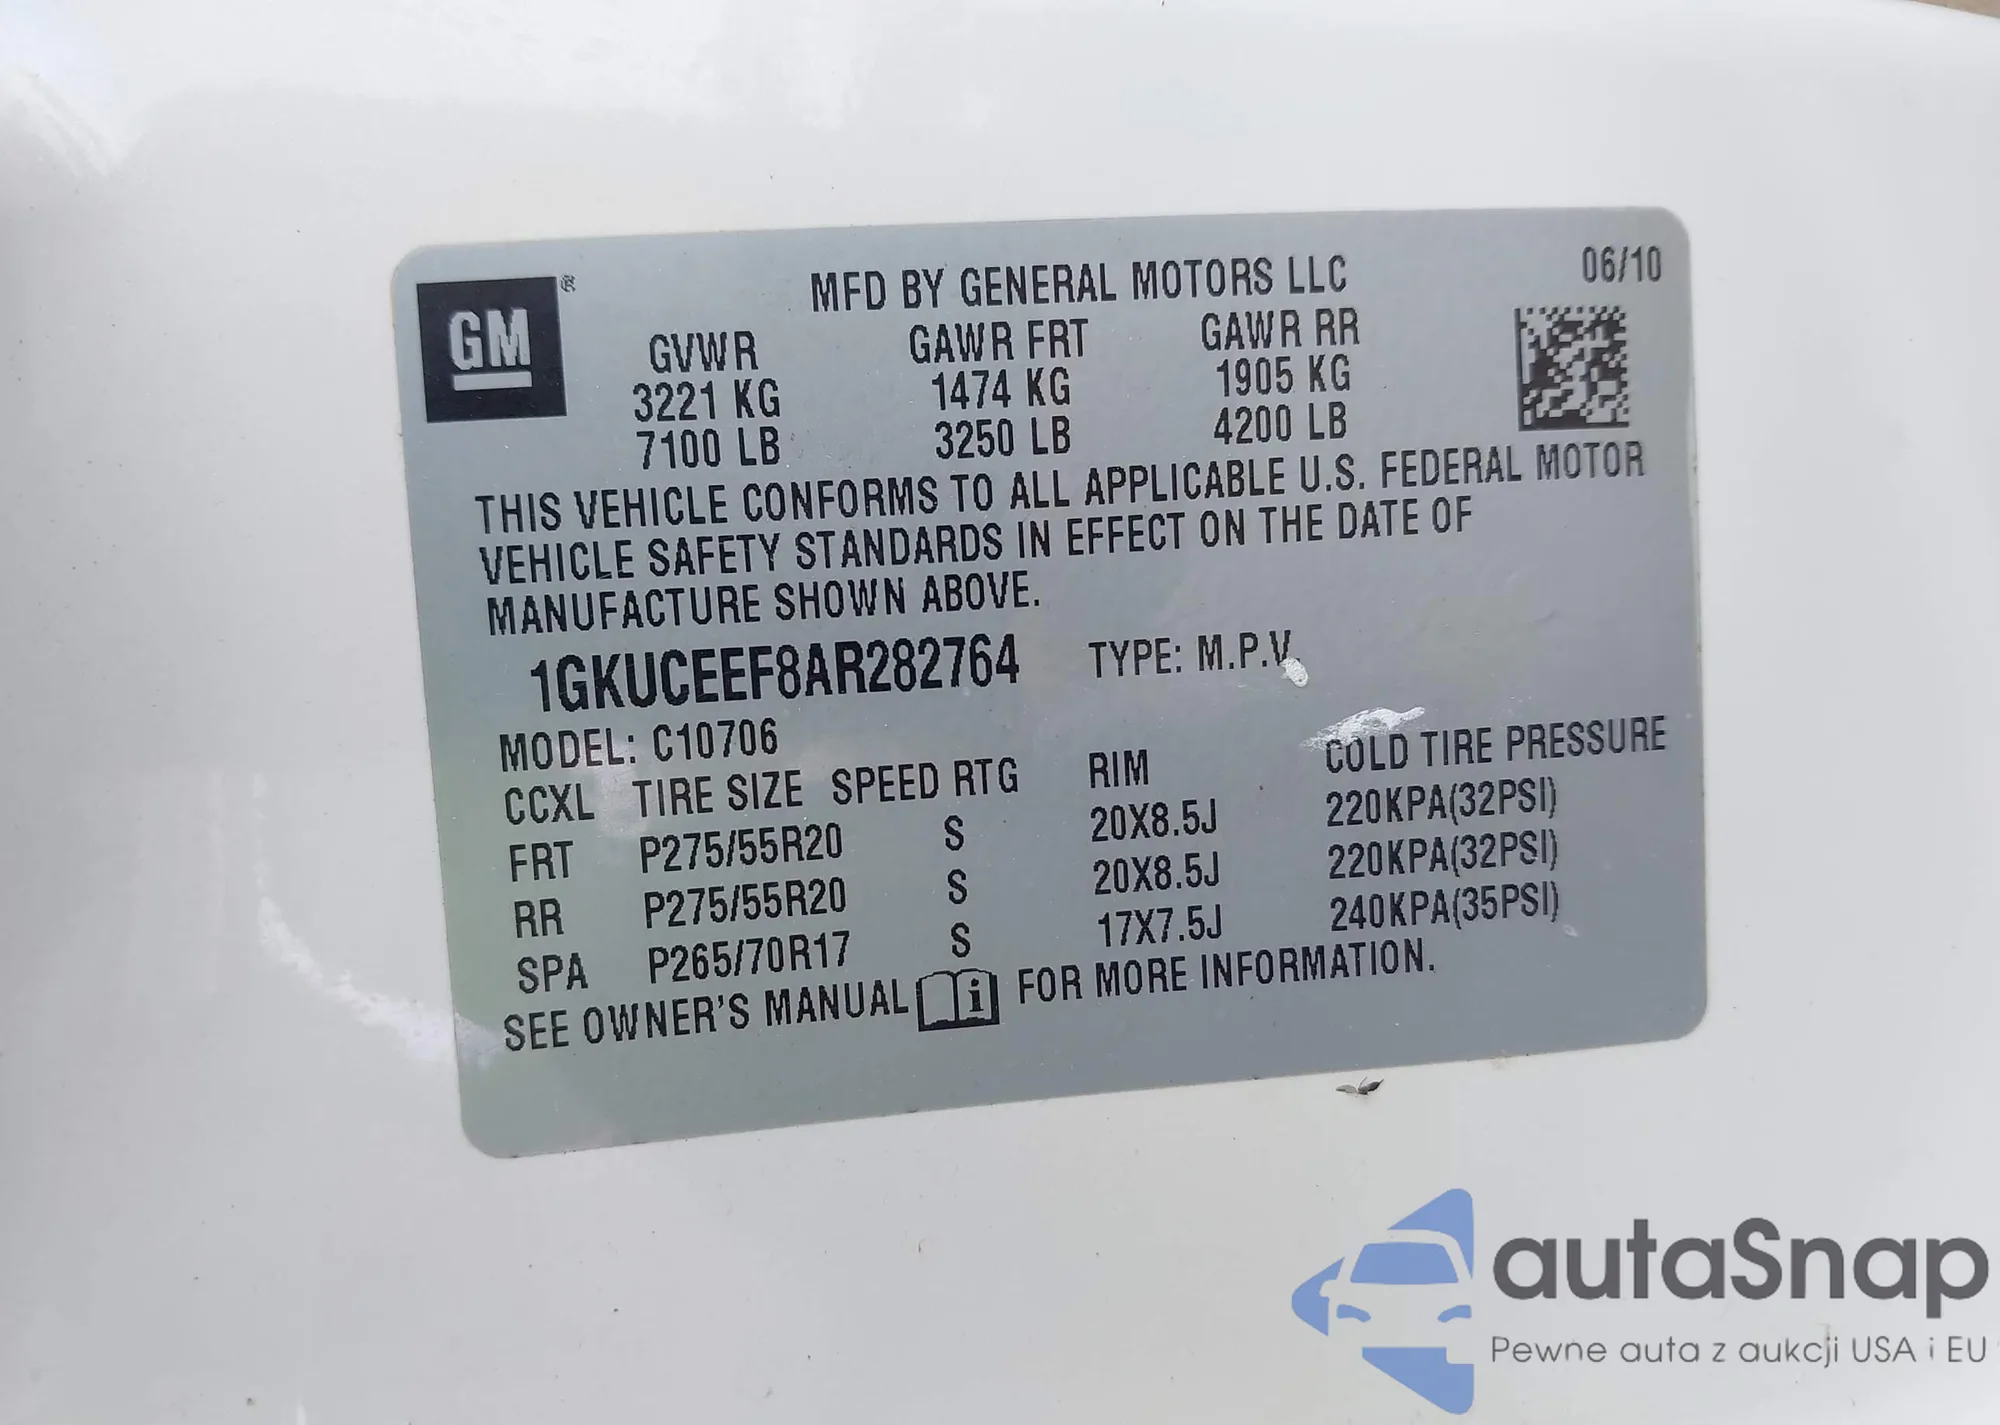 MFD BY GENERAL MOTORS LLC 06/10
GM ®
GVWR GAWR FRT GAWR RR
3221 KG 1474 KG 1905 KG
7100 LB 3250 LB 4200 LB
THIS VEHICLE CONFORMS TO ALL APPLICABLE U.S. FEDERAL MOTOR
VEHICLE SAFETY STANDARDS IN EFFECT ON THE DATE OF
MANUFACTURE SHOWN ABOVE.
1GKUCEEF8AR282764 TYPE: M.P.V.
MODEL: C10706
CCXL TIRE SIZE SPEED RTG RIM COLD TIRE PRESSURE
FRT P275/55R20 S 20X8.5J 220KPA(32PSI)
RR P275/55R20 S 20X8.5J 220KPA(32PSI)
SPA P265/70R17 S 17X7.5J 240KPA(35PSI)
SEE OWNER'S MANUAL i FOR MORE INFORMATION.
autaSnap
Pewne auta z aukcji USA i EU